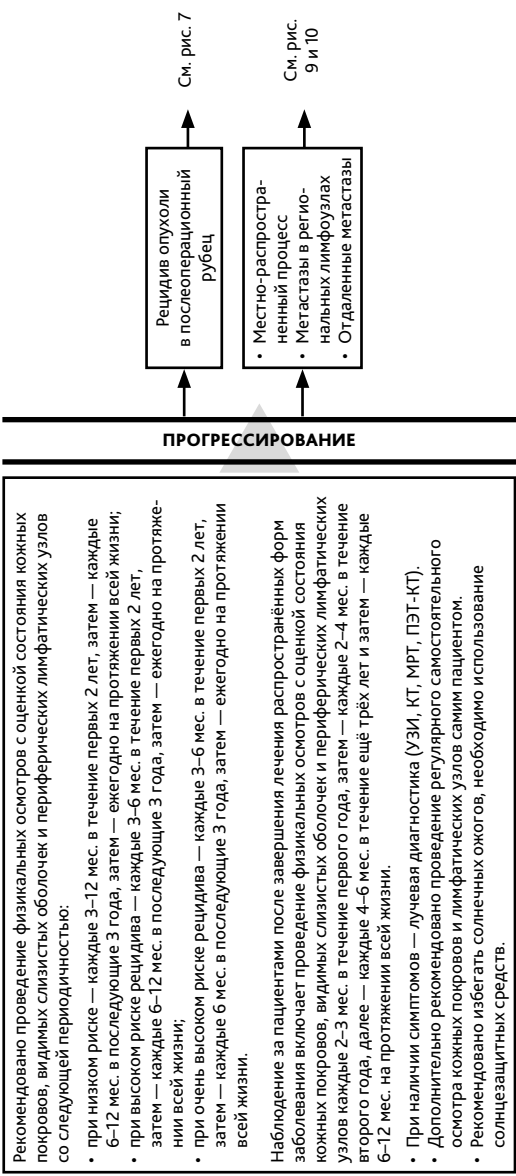 Рекомендовано проведение физикальных осмотров с оценкой состояния кожных
покровов, видимых слизистых оболочек и периферических лимфатических узлов
со следующей периодичностью:
• при низком риске — каждые 3–12 мес. в течение первых 2 лет, затем — каждые
6–12 мес. в последующие 3 года, затем — ежегодно на протяжении всей жизни;
• при высоком риске рецидива — каждые 3–6 мес. в течение первых 2 лет,
затем — каждые 6–12 мес. в последующие 3 года, затем — ежегодно на протяже-
нии всей жизни;
• при очень высоком риске рецидива — каждые 3–6 мес. в течение первых 2 лет,
затем — каждые 6 мес. в последующие 3 года, затем — ежегодно на протяжении
всей жизни.
Наблюдение за пациентами после завершения лечения распространённых форм
заболевания включает проведение физикальных осмотров с оценкой состояния
кожных покровов, видимых слизистых оболочек и периферических лимфатических
узлов каждые 2–3 мес. в течение первого года, затем — каждые 2–4 мес. в течение
второго года, далее — каждые 4–6 мес. в течение ещё трёх лет и затем — каждые
6–12 мес. на протяжении всей жизни.
• При наличии симптомов — лучевая диагностика (УЗИ, КТ, МРТ, ПЭТ-КТ).
• Дополнительно рекомендовано проведение регулярного самостоятельного
осмотра кожных покровов и лимфатических узлов самим пациентом.
• Рекомендовано избегать солнечных ожогов, необходимо использование
солнцезащитных средств.
ПРОГРЕССИРОВАНИЕ
Рецидив опухоли
в послеоперационный
рубец
См. рис. 7
• Местно-распростра-
ненный процесс
• Метастазы в регио-
нальных лимфоузлах
• Отдаленные метастазы
См. рис.
9 и 10